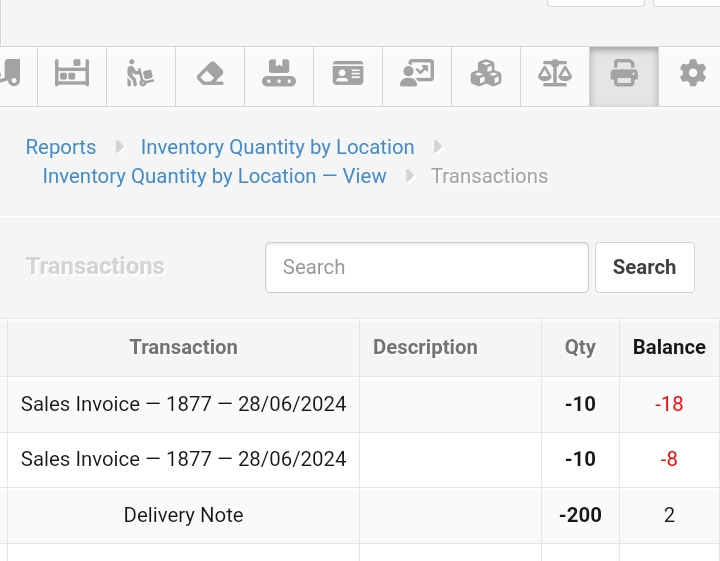 Reports Inventory Quantity by Location
Inventory Quantity by Location — View Transactions
Transactions Search Search
Transaction Description Qty Balance
Sales Invoice — 1877 — 28/06/2024 -10 -18
Sales Invoice — 1877 — 28/06/2024 -10 -8
Delivery Note -200 2